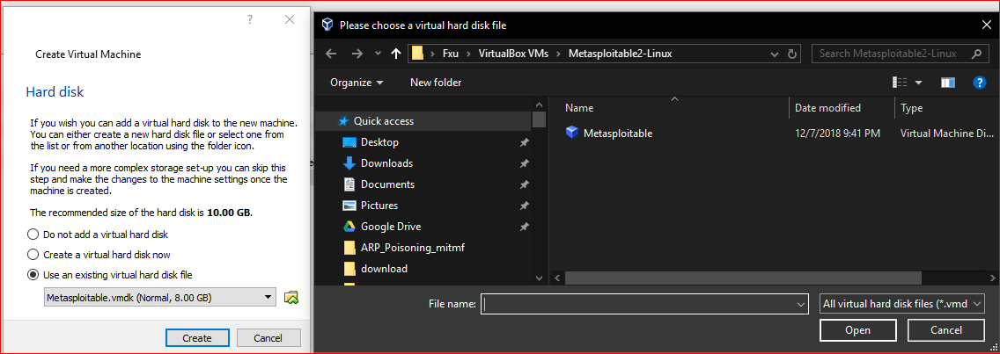 ?
Create Virtual Machine
Hard disk
If you wish you can add a virtual hard disk to the new machine.
You can either create a new hard disk file or select one from
the list or from another location using the folder icon.
If you need a more complex storage set-up you can skip this
step and make the changes to the machine settings once the
machine is created.
The recommended size of the hard disk is 10.00 GB.
Do not add a virtual hard disk
Create a virtual hard disk now
Use an existing virtual hard disk file
Metasploitable.vmdk (Normal, 8.00 GB)
Create Cancel
Please choose a virtual hard disk file
Fxu VirtualBox VMs Metasploitable2-Linux
Search Metasploitable2-Linux
Organize New folder
?
Quick access
Desktop
Downloads
Documents
Pictures
Google Drive
ARP_Poisoning_mitmf
download
Name Date modified Type
Metasploitable 12/7/2018 9:41 PM Virtual Machine Di...
File name:
All virtual hard disk files (*.vmd
Open Cancel